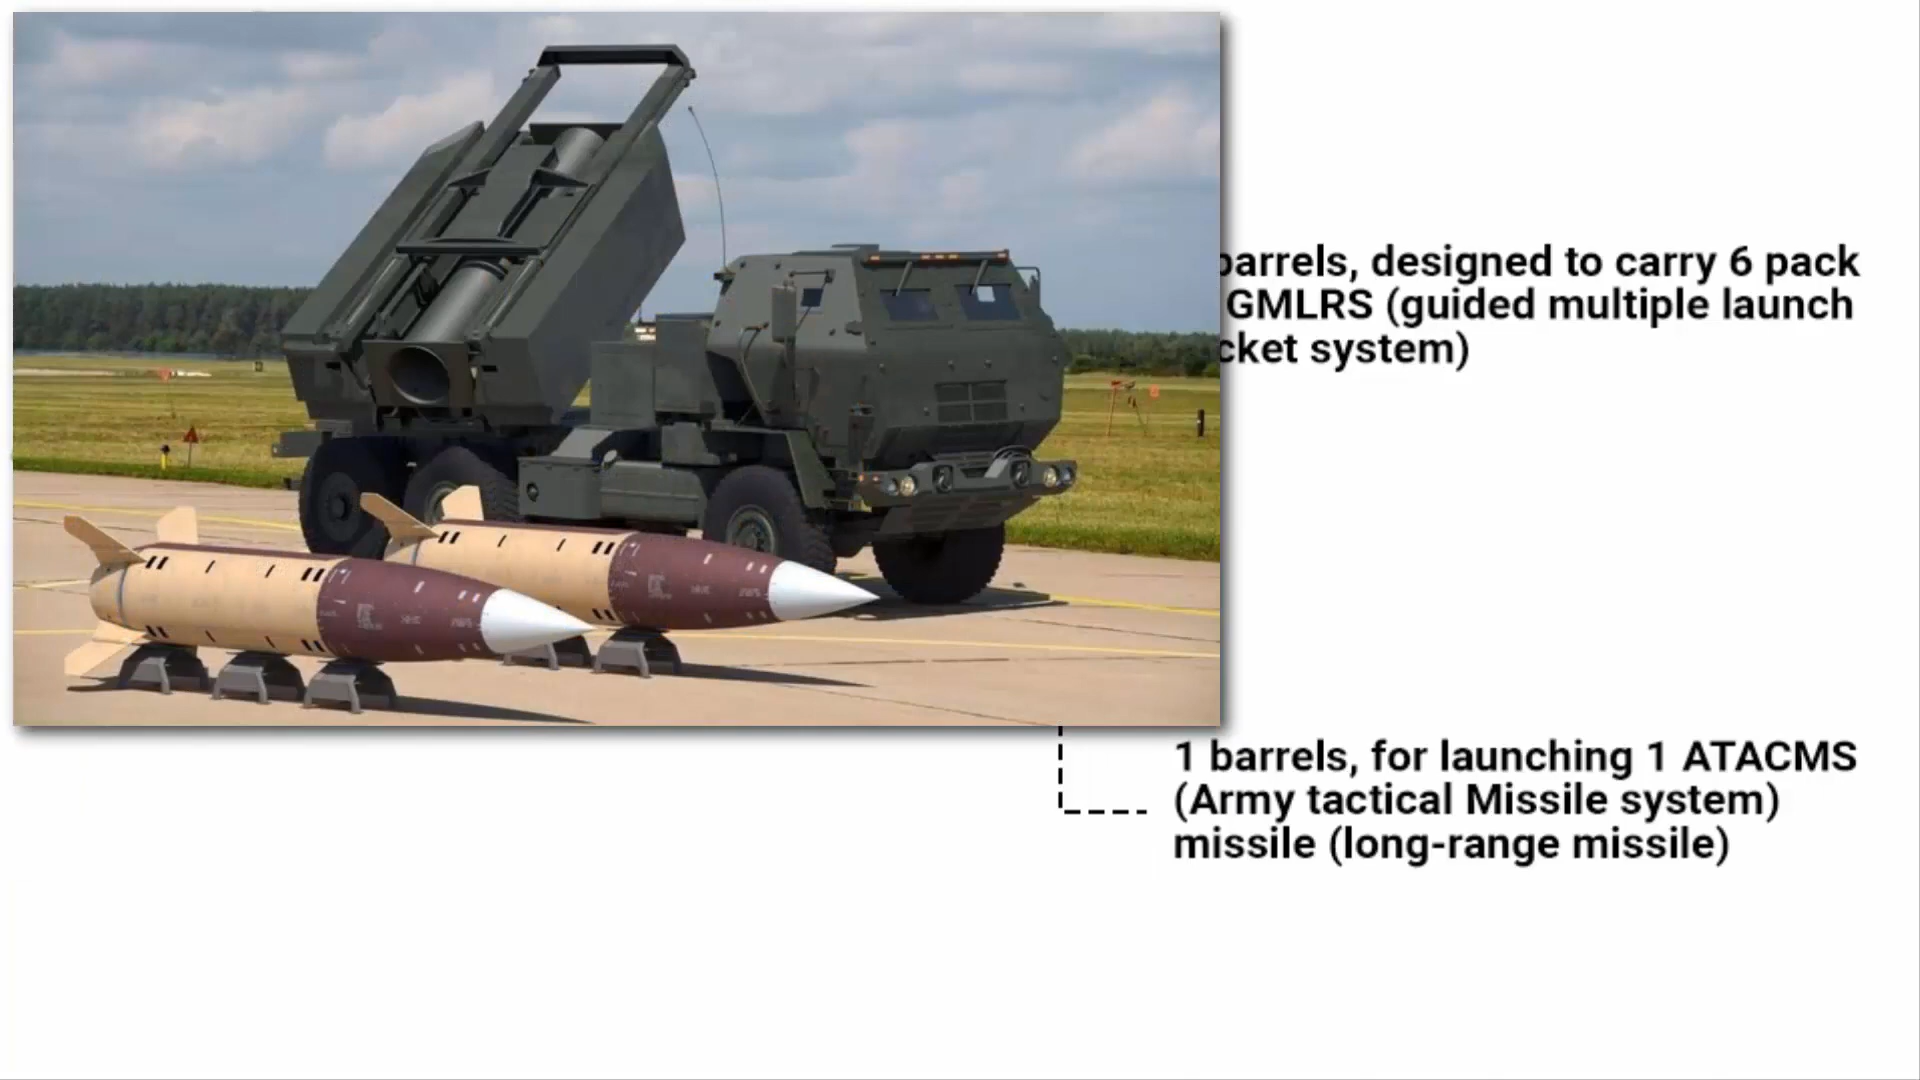 barrels, designed to carry 6 pack
GMLRS (guided multiple launch
cket system)
1 barrels, for launching 1 ATACMS
(Army tactical Missile system)
missile (long-range missile)